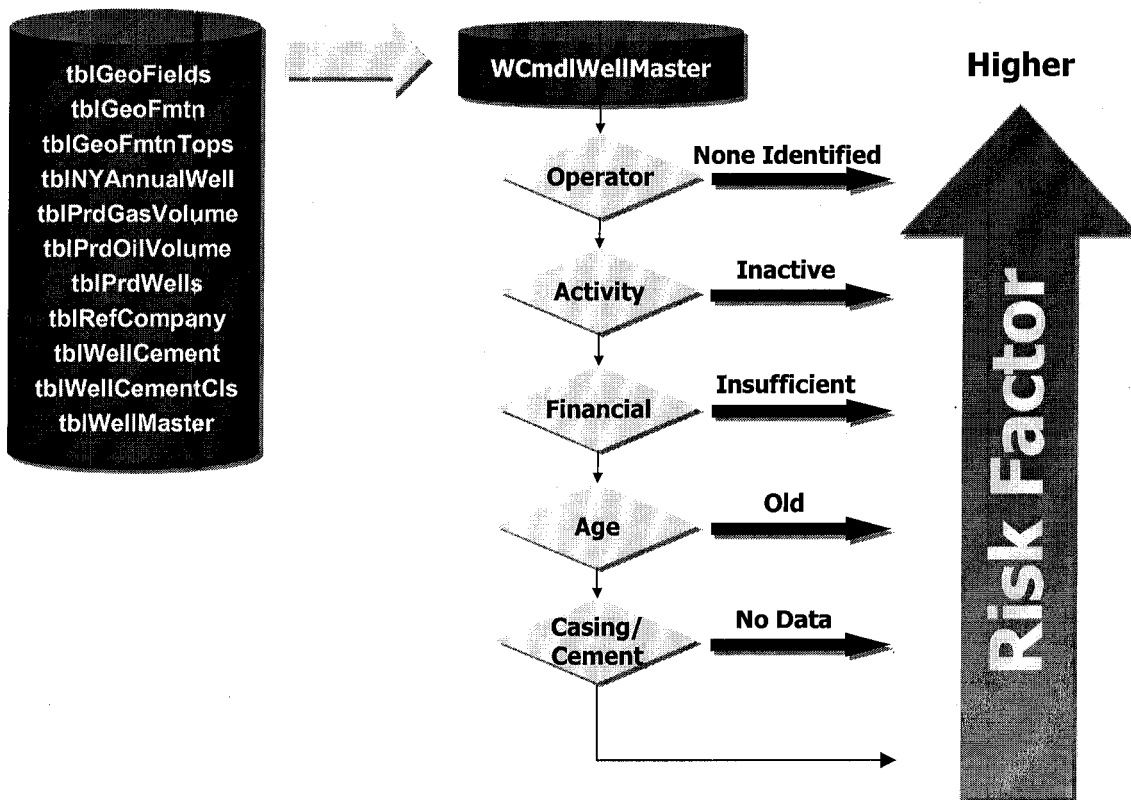 tblGeoFields
tblGeoFmtn
tblGeoFmtnTops
tblNYAnnualWell
tblPrdGasVolume
tblPrdOilVolume
tblPrdWells
tblRefCompany
tblWellCement
tblWellCementCls
tblWellMaster
WCmdlWellMaster
Operator
None Identified
Activity
Inactive
Financial
Insufficient
Age
Old
Casing/
Cement
No Data
Higher
Risk Factor